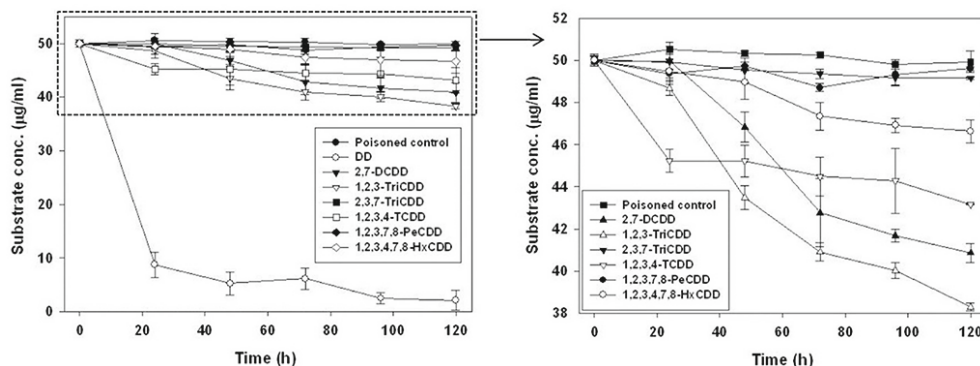 Substrate conc. (µg/ml)
50
40
30
20
10
0
Poisoned control
DD
2,7-DCDD
1,2,3-TriCDD
2,3,7-TriCDD
1,2,3,4-TCDD
1,2,3,7,8-PeCDD
1,2,3,4,7,8-HxCDD
0 20 40 60 80 100 120
Time (h)
Substrate conc. (µg/ml)
52
50
48
46
44
42
40
38
Poisoned control
2,7-DCDD
1,2,3-TriCDD
2,3,7-TriCDD
1,2,3,4-TCDD
1,2,3,7,8-PeCDD
1,2,3,4,7,8-HxCDD
0 20 40 60 80 100 120
Time (h)